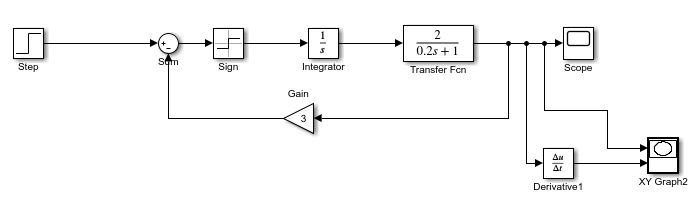 Step
+
-
Sum
Sign
1
s
Integrator
2
0.2s + 1
Transfer Fcn
Scope
Gain
3
Δu
Δt
Derivative1
XY Graph2